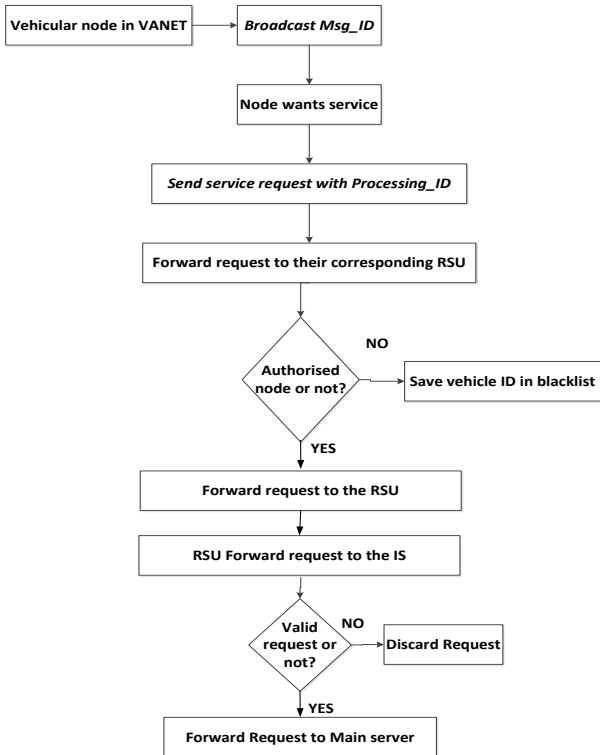 Vehicular node in VANET
Broadcast Msg_ID
Node wants service
Send service request with Processing_ID
Forward request to their corresponding RSU
Authorised
node or not?
NO
Save vehicle ID in blacklist
YES
Forward request to the RSU
RSU Forward request to the IS
Valid
request or
not?
NO
Discard Request
YES
Forward Request to Main server